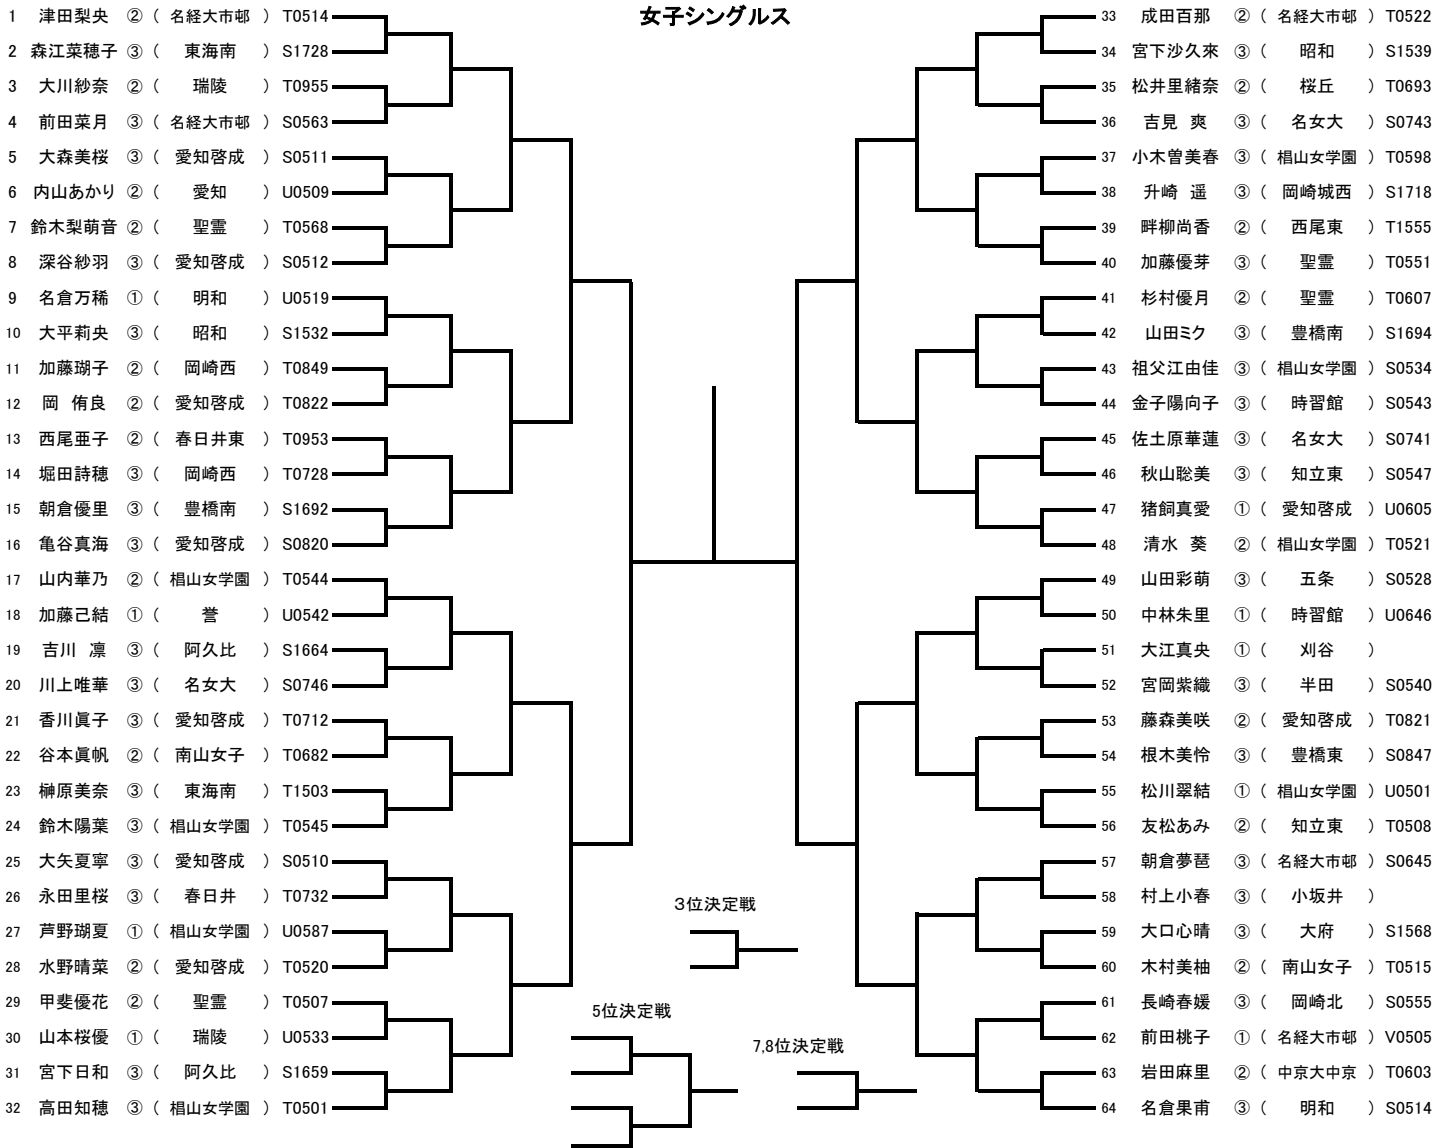 女子シングルス
1 津田梨央 ② ( 名経大市邨 ) T0514
2 森江菜穂子 ③ ( 東海南 ) S1728
3 大川紗奈 ② ( 瑞陵 ) T0955
4 前田菜月 ③ ( 名経大市邨 ) S0563
5 大森美桜 ③ ( 愛知啓成 ) S0511
6 内山あかり ② ( 愛知 ) U0509
7 鈴木梨萌音 ② ( 聖霊 ) T0568
8 深谷紗羽 ③ ( 愛知啓成 ) S0512
9 名倉万稀 ① ( 明和 ) U0519
10 大平莉央 ③ ( 昭和 ) S1532
11 加藤瑚子 ② ( 岡崎西 ) T0849
12 岡 侑良 ② ( 愛知啓成 ) T0822
13 西尾亜子 ② ( 春日井東 ) T0953
14 堀田詩穂 ③ ( 岡崎西 ) T0728
15 朝倉優里 ③ ( 豊橋南 ) S1692
16 亀谷真海 ③ ( 愛知啓成 ) S0820
17 山内華乃 ② ( 椙山女学園 ) T0544
18 加藤己結 ① ( 誉 ) U0542
19 吉川 凛 ③ ( 阿久比 ) S1664
20 川上唯華 ③ ( 名女大 ) S0746
21 香川眞子 ③ ( 愛知啓成 ) T0712
22 谷本眞帆 ② ( 南山女子 ) T0682
23 榊原美奈 ③ ( 東海南 ) T1503
24 鈴木陽葉 ③ ( 椙山女学園 ) T0545
25 大矢夏寧 ③ ( 愛知啓成 ) S0510
26 永田里桜 ③ ( 春日井 ) T0732
27 芦野瑚夏 ① ( 椙山女学園 ) U0587
28 水野晴菜 ② ( 愛知啓成 ) T0520
29 甲斐優花 ② ( 聖霊 ) T0507
30 山本桜優 ① ( 瑞陵 ) U0533
31 宮下日和 ③ ( 阿久比 ) S1659
32 高田知穂 ③ ( 椙山女学園 ) T0501
3位決定戦
5位決定戦
7,8位決定戦
33 成田百那 ② ( 名経大市邨 ) T0522
34 宮下沙久來 ③ ( 昭和 ) S1539
35 松井里緒奈 ② ( 桜丘 ) T0693
36 吉見 爽 ③ ( 名女大 ) S0743
37 小木曽美春 ③ ( 椙山女学園 ) T0598
38 升崎 遥 ③ ( 岡崎城西 ) S1718
39 畔柳尚香 ② ( 西尾東 ) T1555
40 加藤優芽 ③ ( 聖霊 ) T0551
41 杉村優月 ② ( 聖霊 ) T0607
42 山田ミク ③ ( 豊橋南 ) S1694
43 祖父江由佳 ③ ( 椙山女学園 ) S0534
44 金子陽向子 ③ ( 時習館 ) S0543
45 佐土原華蓮 ③ ( 名女大 ) S0741
46 秋山聡美 ③ ( 知立東 ) S0547
47 猪飼真愛 ① ( 愛知啓成 ) U0605
48 清水 葵 ② ( 椙山女学園 ) T0521
49 山田彩萌 ③ ( 五条 ) S0528
50 中林朱里 ① ( 時習館 ) U0646
51 大江真央 ① ( 刈谷 )
52 宮岡紫織 ③ ( 半田 ) S0540
53 藤森美咲 ② ( 愛知啓成 ) T0821
54 根木美怜 ③ ( 豊橋東 ) S0847
55 松川翠結 ① ( 椙山女学園 ) U0501
56 友松あみ ② ( 知立東 ) T0508
57 朝倉夢琶 ③ ( 名経大市邨 ) S0645
58 村上小春 ③ ( 小坂井 )
59 大口心晴 ③ ( 大府 ) S1568
60 木村美柚 ② ( 南山女子 ) T0515
61 長崎春媛 ③ ( 岡崎北 ) S0555
62 前田桃子 ① ( 名経大市邨 ) V0505
63 岩田麻里 ② ( 中京大中京 ) T0603
64 名倉果甫 ③ ( 明和 ) S0514